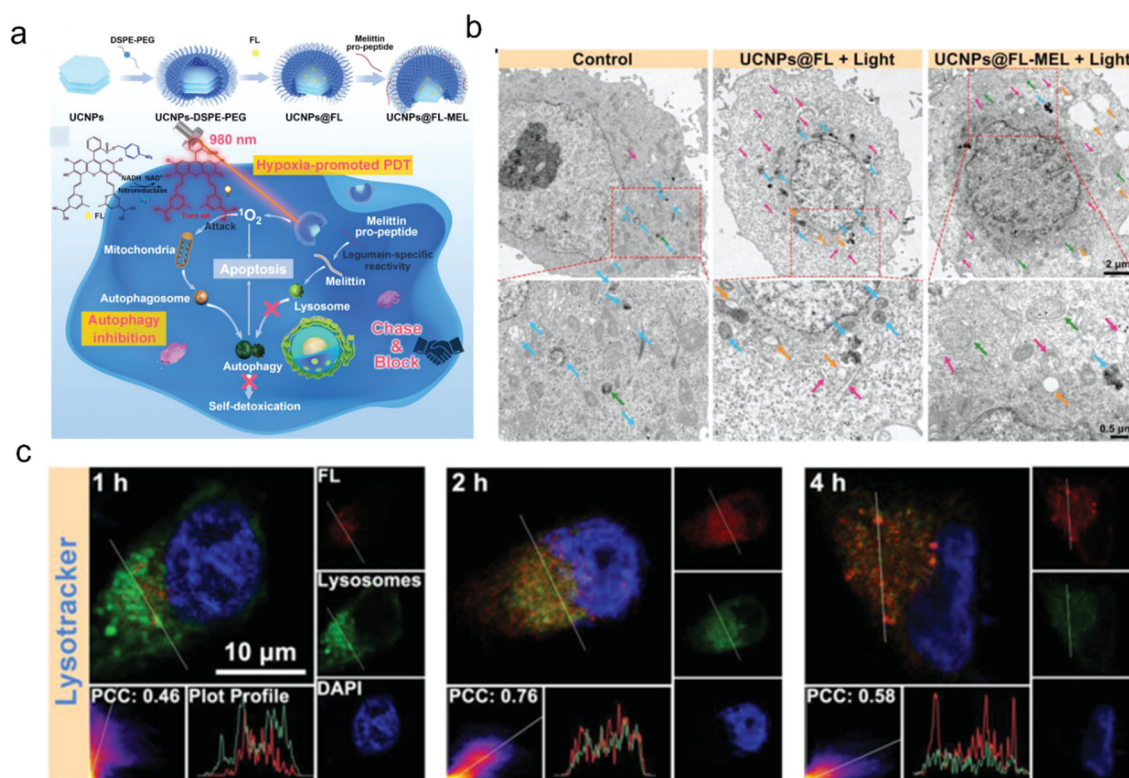 a
DSPE-PEG
FL
Melittin
pro-peptide
UCNPs
UCNPs-DSPE-PEG
UCNPs@FL
UCNPs@FL-MEL
980 nm
Hypoxia-promoted PDT
NADH NAD⁺
Nitroreductase
FL
Turn on
Attack
¹O₂
Melittin
pro-peptide
Legumain-specific
reactivity
Mitochondria
Apoptosis
Melittin
Autophagosome
Lysosome
Autophagy
inhibition
Chase
&
Block
Autophagy
Self-detoxication
b
Control
UCNPs@FL + Light
UCNPs@FL-MEL + Light
2 μm
0.5 μm
c
Lysotracker
1 h
FL
Lysosomes
10 μm
PCC: 0.46
Plot Profile
DAPI
2 h
PCC: 0.76
4 h
PCC: 0.58